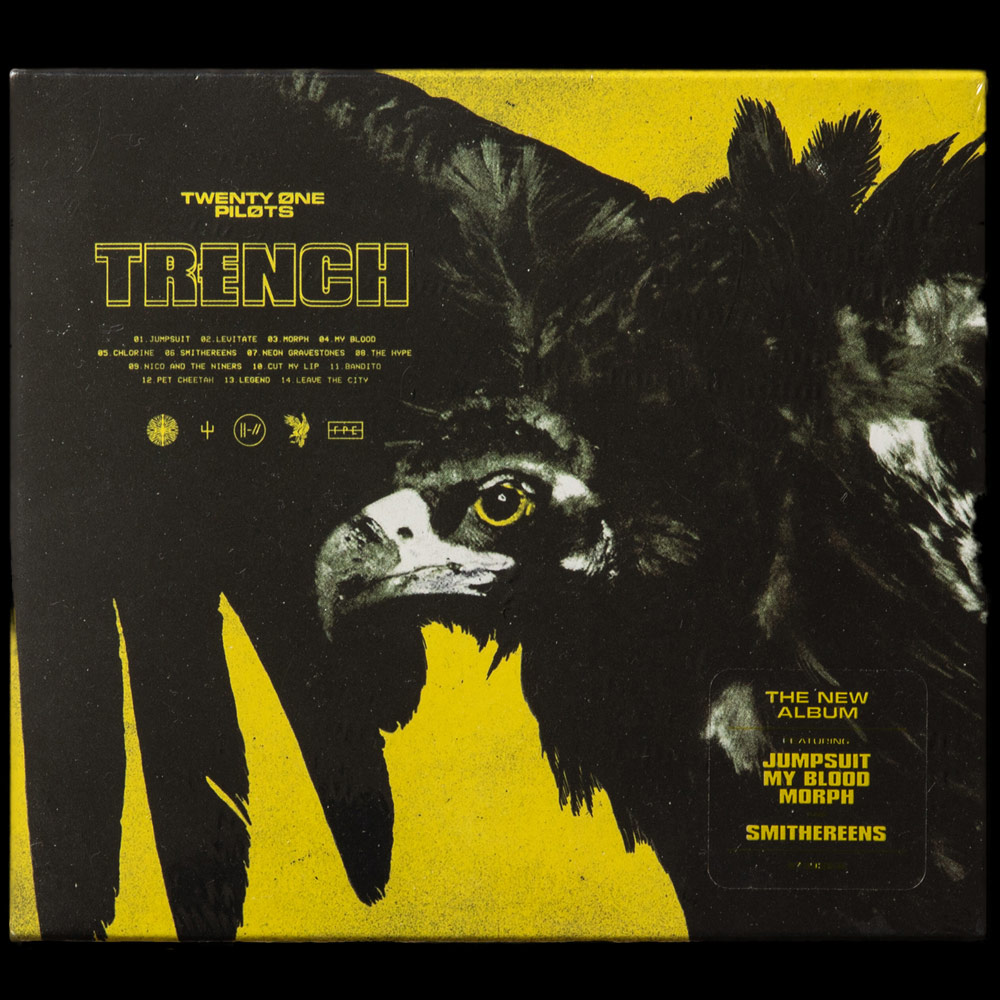 TWENTY ØNE
PILØTS
TRENCH
01.JUMPSUIT 02.LEVITATE 03.MORPH 04.MY BLOOD
05.CHLORINE 06 SMITHEREENS 07.NEON GRAVESTONES 08.THE HYPE
09.NICO AND THE NINERS 10.CUT MY LIP 11.BANDITO
12.PET CHEETAH 13.LEGEND 14.LEAVE THE CITY
||-//
FPE
THE NEW
ALBUM
FEATURING
JUMPSUIT
MY BLOOD
MORPH
SMITHEREENS